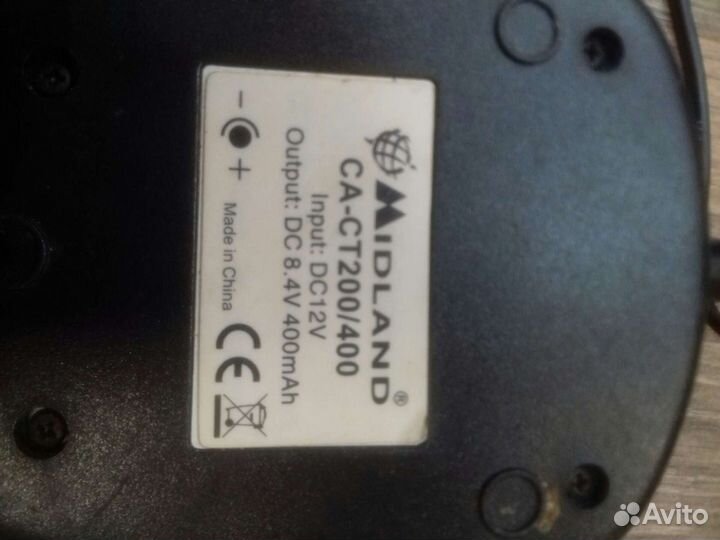 MIDLAND®
CA-CT200/400
Input: DC12V
Output: DC 8.4V 400mAh
- +
Made in China
CE
Avito